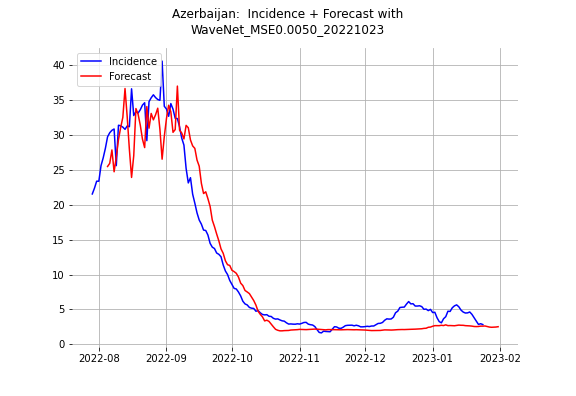 Azerbaijan:  Incidence + Forecast with
WaveNet_MSE0.0050_20221023
Incidence
Forecast
40
35
30
25
20
15
10
5
0
2022-08 2022-09 2022-10 2022-11 2022-12 2023-01 2023-02